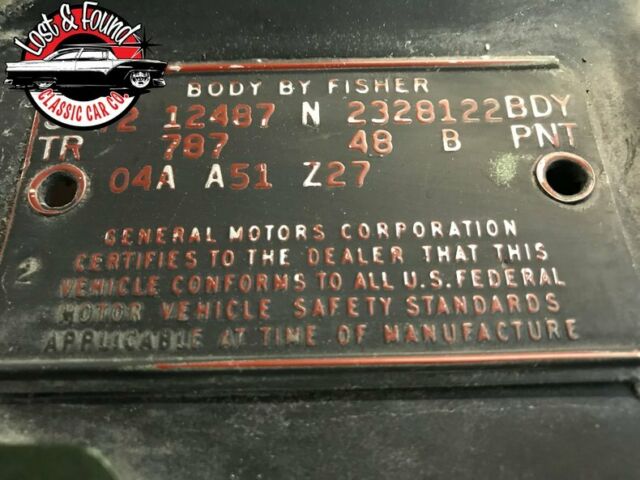 Lost & Found
CLASSIC CAR CO.
BODY BY FISHER
72 12487 N 2328122 BDY
TR 787 48 B PNT
04A A51 Z27
GENERAL MOTORS CORPORATION
CERTIFIES TO THE DEALER THAT THIS
VEHICLE CONFORMS TO ALL U.S. FEDERAL
MOTOR VEHICLE SAFETY STANDARDS
APPLICABLE AT TIME OF MANUFACTURE
2